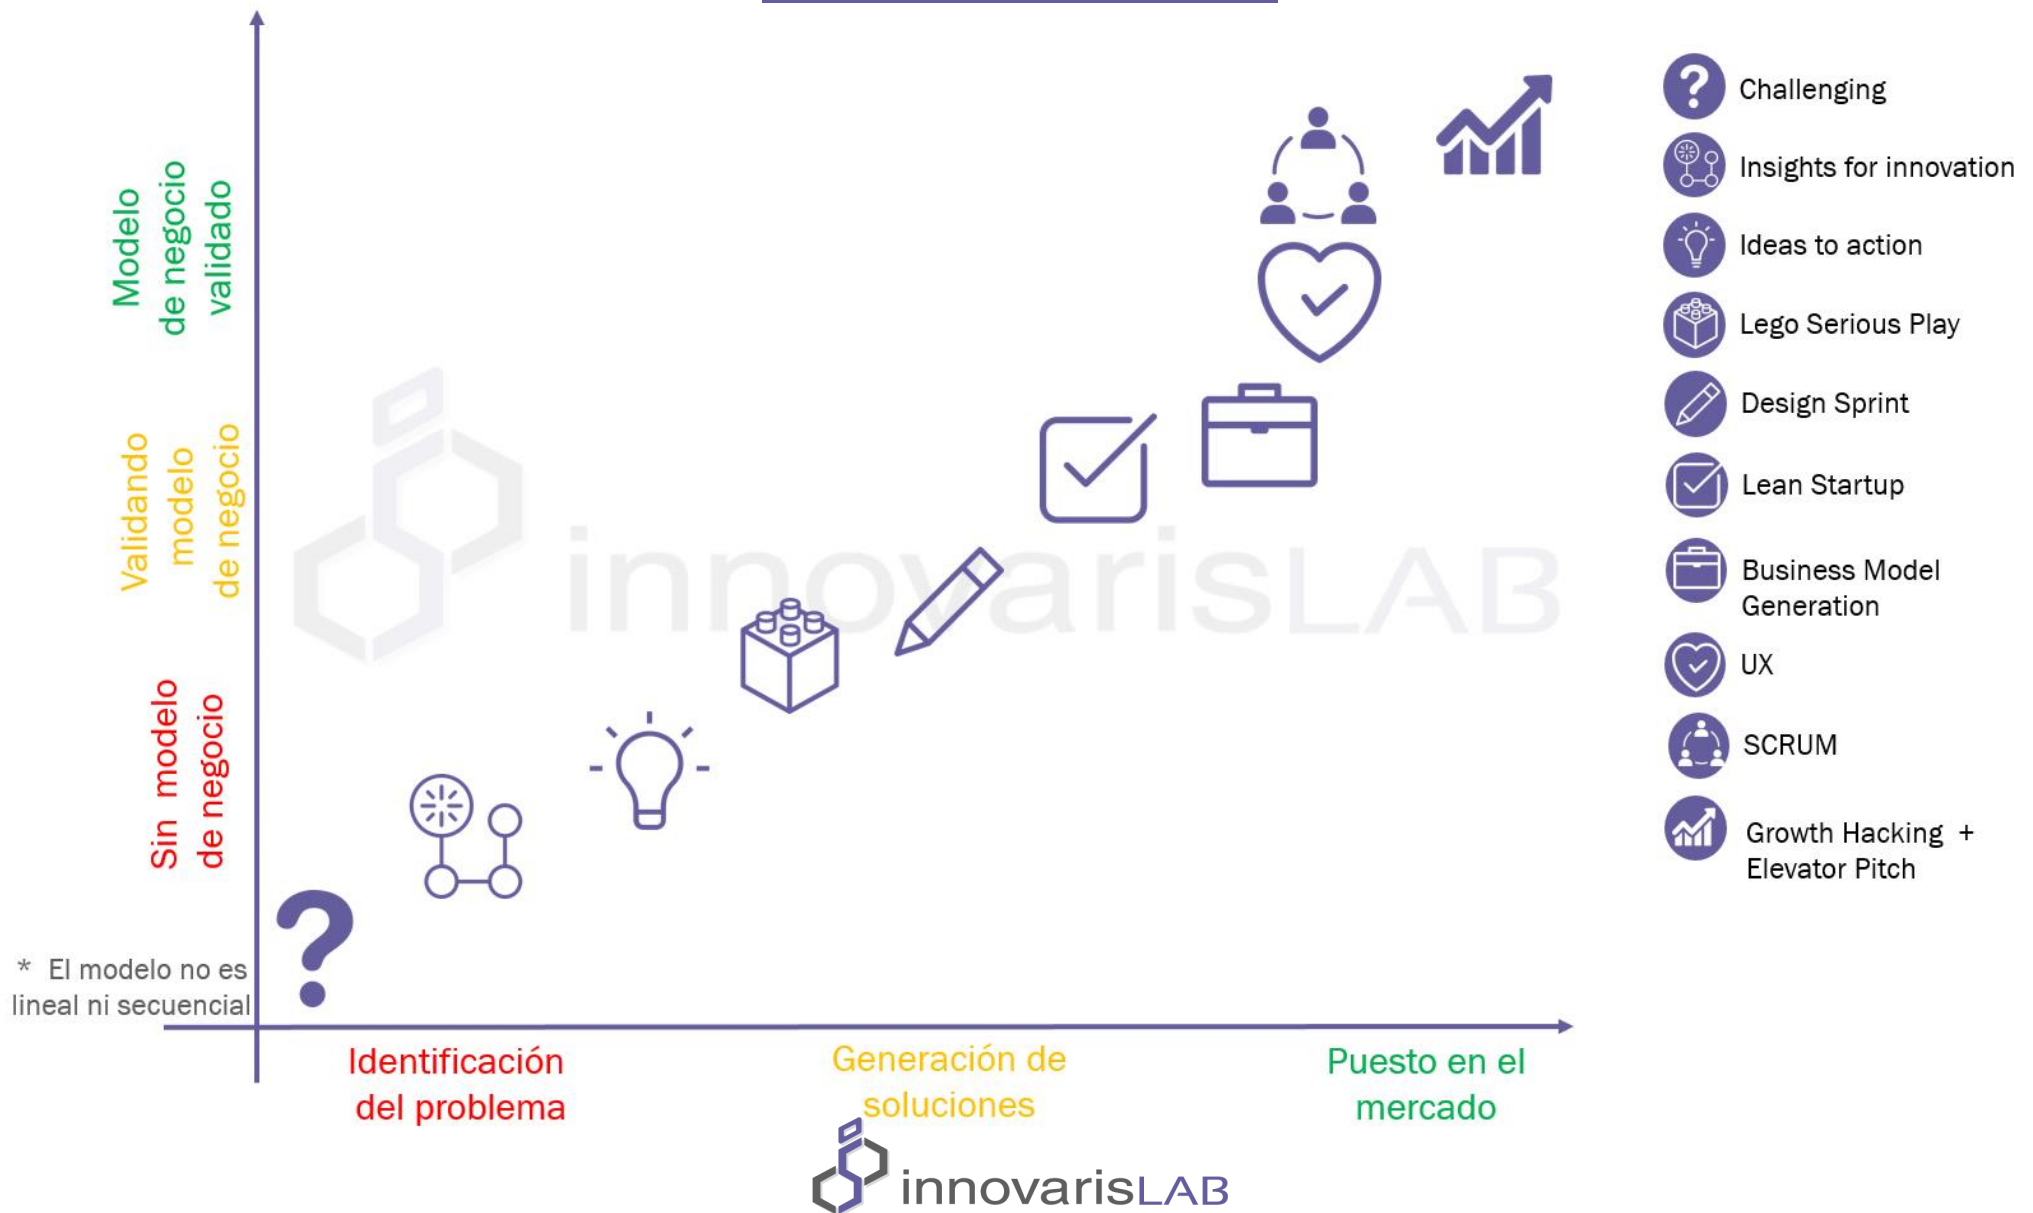 Modelo
de negocio
validado
Validando
modelo
de negocio
Sin modelo
de negocio
* El modelo no es
lineal ni secuencial
innovarisLAB
Identificación
del problema
Generación de
soluciones
Puesto en el
mercado
Challenging
Insights for innovation
Ideas to action
Lego Serious Play
Design Sprint
Lean Startup
Business Model
Generation
UX
SCRUM
Growth Hacking +
Elevator Pitch
innovarisLAB